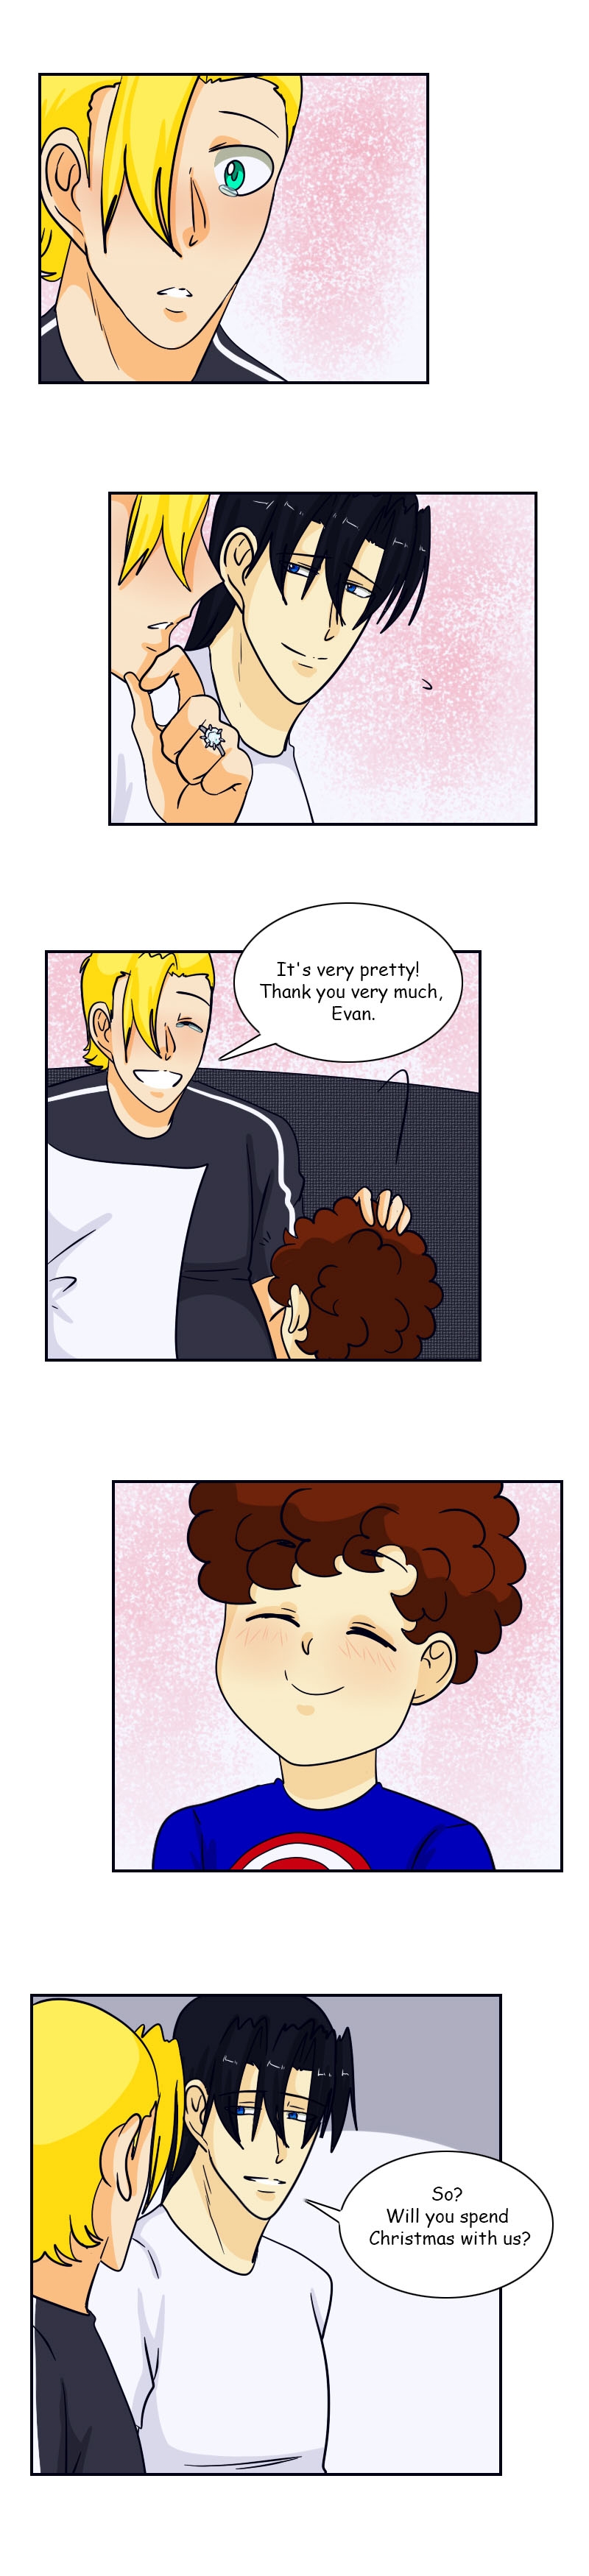 It's very pretty!
Thank you very much,
Evan.
So?
Will you spend
Christmas with us?